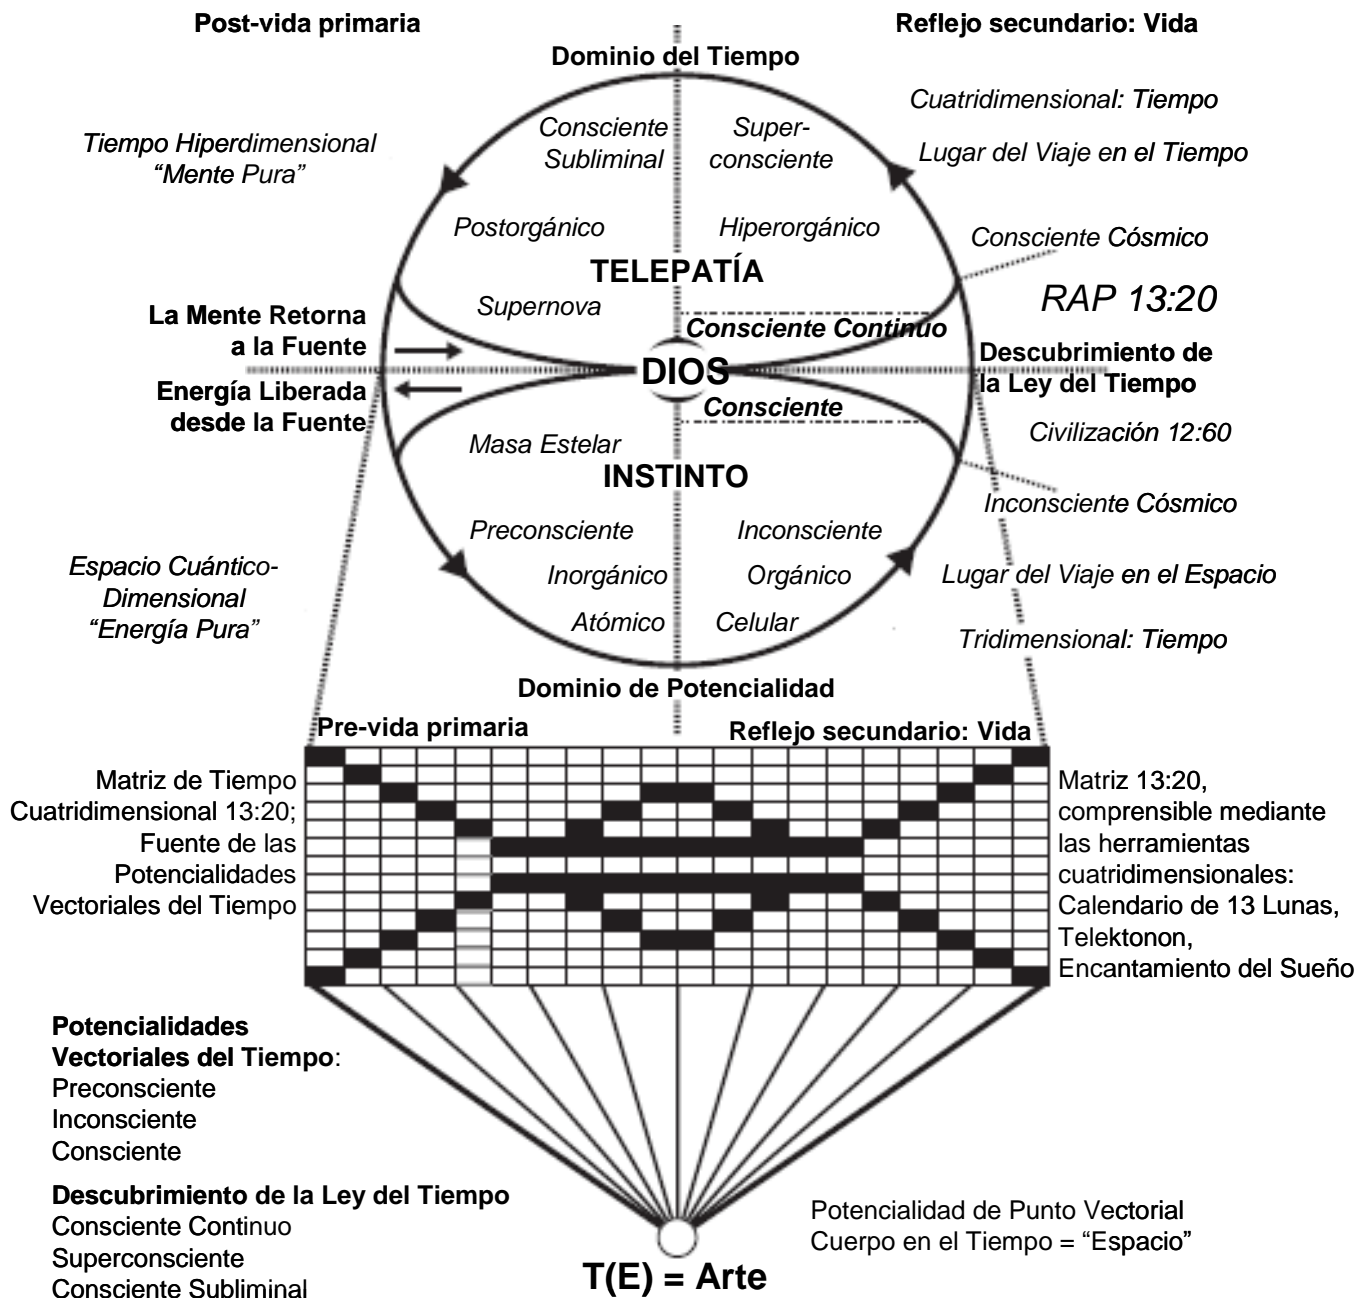 Post-vida primaria
Reflejo secundario: Vida
Dominio del Tiempo
Cuatridimensional: Tiempo
Consciente
Subliminal
Super-
consciente
Tiempo Hiperdimensional
“Mente Pura”
Lugar del Viaje en el Tiempo
Postorgánico
Hiperorgánico
Consciente Cósmico
TELEPATÍA
RAP 13:20
Supernova
La Mente Retorna
a la Fuente
Consciente Continuo
DIOS
Descubrimiento de
la Ley del Tiempo
Energía Liberada
desde la Fuente
Consciente
Civilización 12:60
Masa Estelar
INSTINTO
Inconsciente Cósmico
Preconsciente
Inconsciente
Inorgánico
Orgánico
Atómico
Celular
Espacio Cuántico-
Dimensional
“Energía Pura”
Lugar del Viaje en el Espacio
Tridimensional: Tiempo
Dominio de Potencialidad
Pre-vida primaria
Reflejo secundario: Vida
Matriz de Tiempo
Cuatridimensional 13:20;
Fuente de las
Potencialidades
Vectoriales del Tiempo
Matriz 13:20,
comprensible mediante
las herramientas
cuatridimensionales:
Calendario de 13 Lunas,
Telektonon,
Encantamiento del Sueño
Potencialidades
Vectoriales del Tiempo:
Preconsciente
Inconsciente
Consciente
Descubrimiento de la Ley del Tiempo
Consciente Continuo
Superconsciente
Consciente Subliminal
Potencialidad de Punto Vectorial
Cuerpo en el Tiempo = “Espacio”
T(E) = Arte